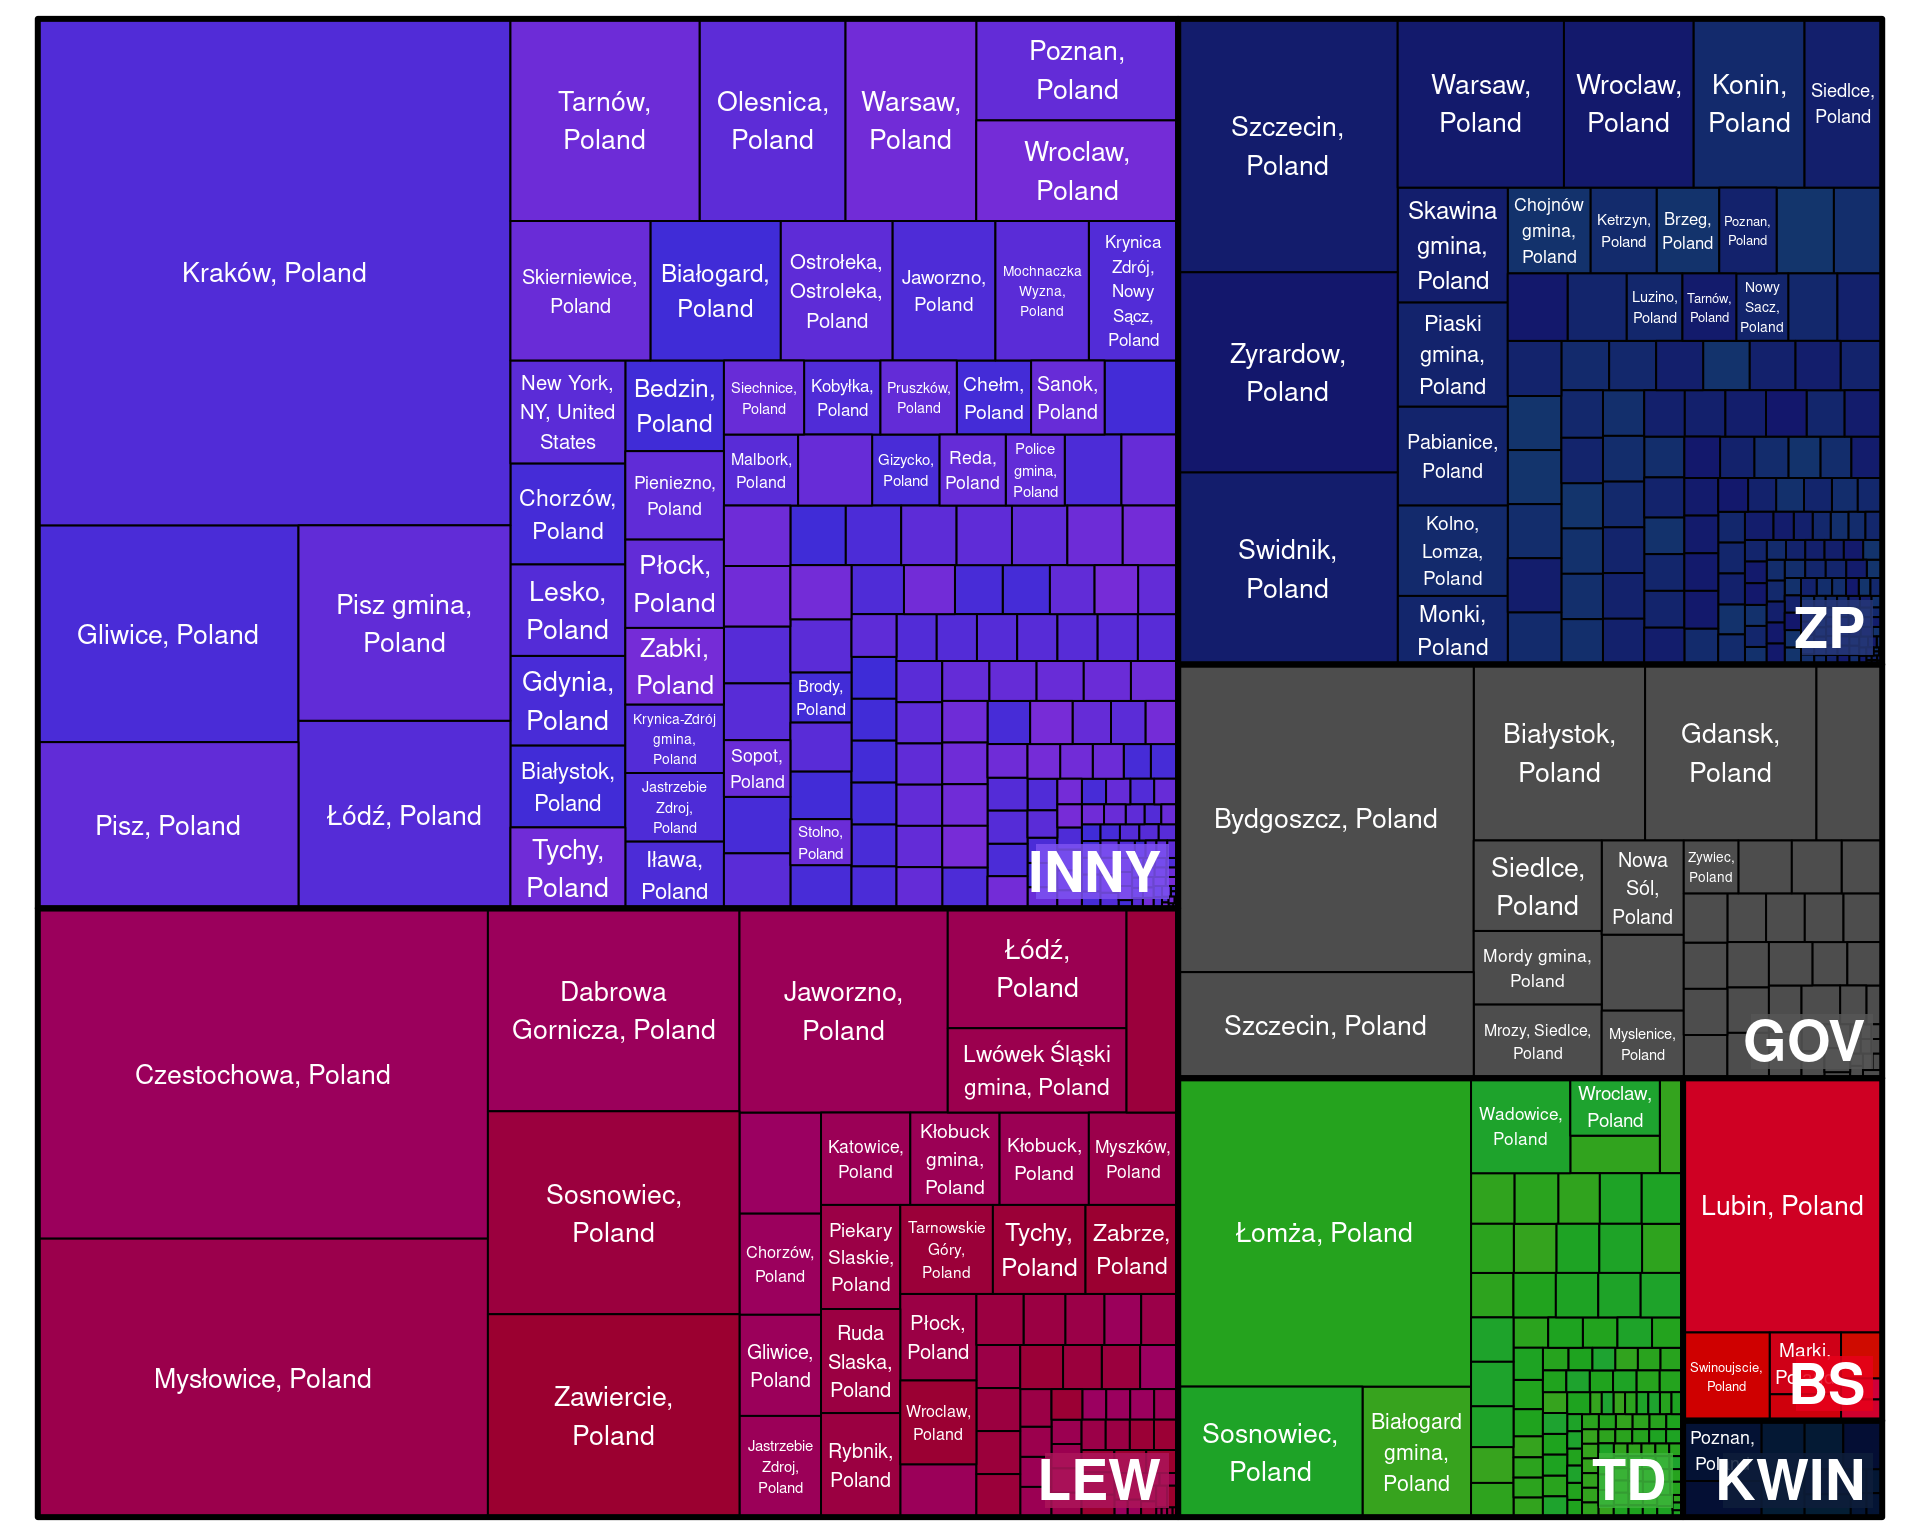 Kraków, Poland
Gliwice, Poland
Pisz gmina,
Poland
Pisz, Poland
Łódź, Poland
Tarnów,
Poland
Olesnica,
Poland
Warsaw,
Poland
Poznan,
Poland
Wroclaw,
Poland
Skierniewice,
Poland
Białogard,
Poland
Ostrołeka,
Ostroleka,
Poland
Jaworzno,
Poland
Mochnaczka
Wyzna,
Poland
Krynica
Zdrój,
Nowy
Sącz,
Poland
New York,
NY, United
States
Bedzin,
Poland
Siechnice,
Poland
Kobyłka,
Poland
Pruszków,
Poland
Chełm,
Poland
Sanok,
Poland
Chorzów,
Poland
Pieniezno,
Poland
Malbork,
Poland
Gizycko,
Poland
Reda,
Poland
Police
gmina,
Poland
Lesko,
Poland
Płock,
Poland
Zabki,
Poland
Gdynia,
Poland
Krynica-Zdrój
gmina,
Poland
Brody,
Poland
Białystok,
Poland
Jastrzebie
Zdroj,
Poland
Sopot,
Poland
Tychy,
Poland
Iława,
Poland
Stolno,
Poland
INNY
Szczecin,
Poland
Zyrardow,
Poland
Swidnik,
Poland
Warsaw,
Poland
Wroclaw,
Poland
Konin,
Poland
Siedlce,
Poland
Skawina
gmina,
Poland
Chojnów
gmina,
Poland
Ketrzyn,
Poland
Brzeg,
Poland
Poznan,
Poland
Luzino,
Poland
Tarnów,
Poland
Nowy
Sacz,
Poland
Piaski
gmina,
Poland
Pabianice,
Poland
Kolno,
Lomza,
Poland
Monki,
Poland
ZP
Bydgoszcz, Poland
Szczecin, Poland
Białystok,
Poland
Gdansk,
Poland
Siedlce,
Poland
Nowa
Sól,
Poland
Zywiec,
Poland
Mordy gmina,
Poland
Mrozy, Siedlce,
Poland
Myslenice,
Poland
GOV
Czestochowa, Poland
Mysłowice, Poland
Dabrowa
Gornicza, Poland
Sosnowiec,
Poland
Zawiercie,
Poland
Jaworzno,
Poland
Łódź,
Poland
Lwówek Śląski
gmina, Poland
Katowice,
Poland
Kłobuck
gmina,
Poland
Kłobuck,
Poland
Myszków,
Poland
Chorzów,
Poland
Piekary
Slaskie,
Poland
Tarnowskie
Góry,
Poland
Tychy,
Poland
Zabrze,
Poland
Gliwice,
Poland
Ruda
Slaska,
Poland
Płock,
Poland
Jastrzebie
Zdroj,
Poland
Rybnik,
Poland
Wroclaw,
Poland
LEW
Łomża, Poland
Sosnowiec,
Poland
Białogard
gmina,
Poland
Wadowice,
Poland
Wroclaw,
Poland
TD
Lubin, Poland
Swinoujscie,
Poland
Marki,
BS
Poznan,
KWIN